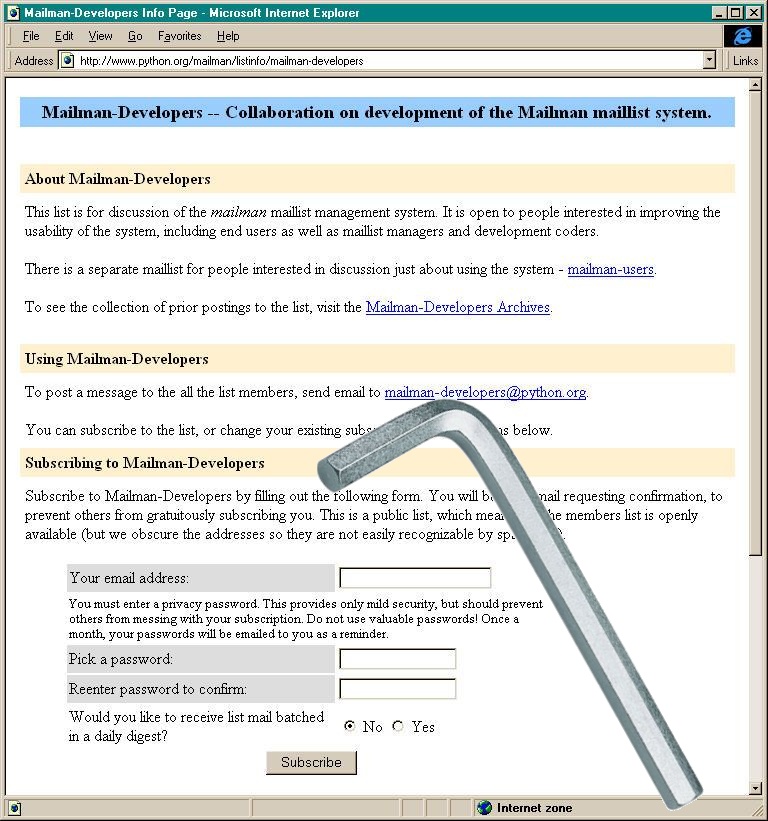 Mailman-Developers Info Page - Microsoft Internet Explorer
File Edit View Go Favorites Help
Address http://www.python.org/mailman/listinfo/mailman-developers Links
Mailman-Developers -- Collaboration on development of the Mailman maillist system.
About Mailman-Developers
This list is for discussion of the mailman maillist management system. It is open to people interested in improving the
usability of the system, including end users as well as maillist managers and development coders.
There is a separate maillist for people interested in discussion just about using the system - mailman-users.
To see the collection of prior postings to the list, visit the Mailman-Developers Archives.
Using Mailman-Developers
To post a message to the all the list members, send email to mailman-developers@python.org.
You can subscribe to the list, or change your existing below.
Subscribing to Mailman-Developers
Subscribe to Mailman-Developers by filling out the following form. You will requesting confirmation, to
prevent others from gratuitously subscribing you. This is a public list, which the members list is openly
available (but we obscure the addresses so they are not easily recognizable by
Your email address:
You must enter a privacy password. This provides only mild security, but should prevent
others from messing with your subscription. Do not use valuable passwords! Once a
month, your passwords will be emailed to you as a reminder.
Pick a password:
Reenter password to confirm:
Would you like to receive list mail batched
in a daily digest? No Yes
Subscribe
Internet zone